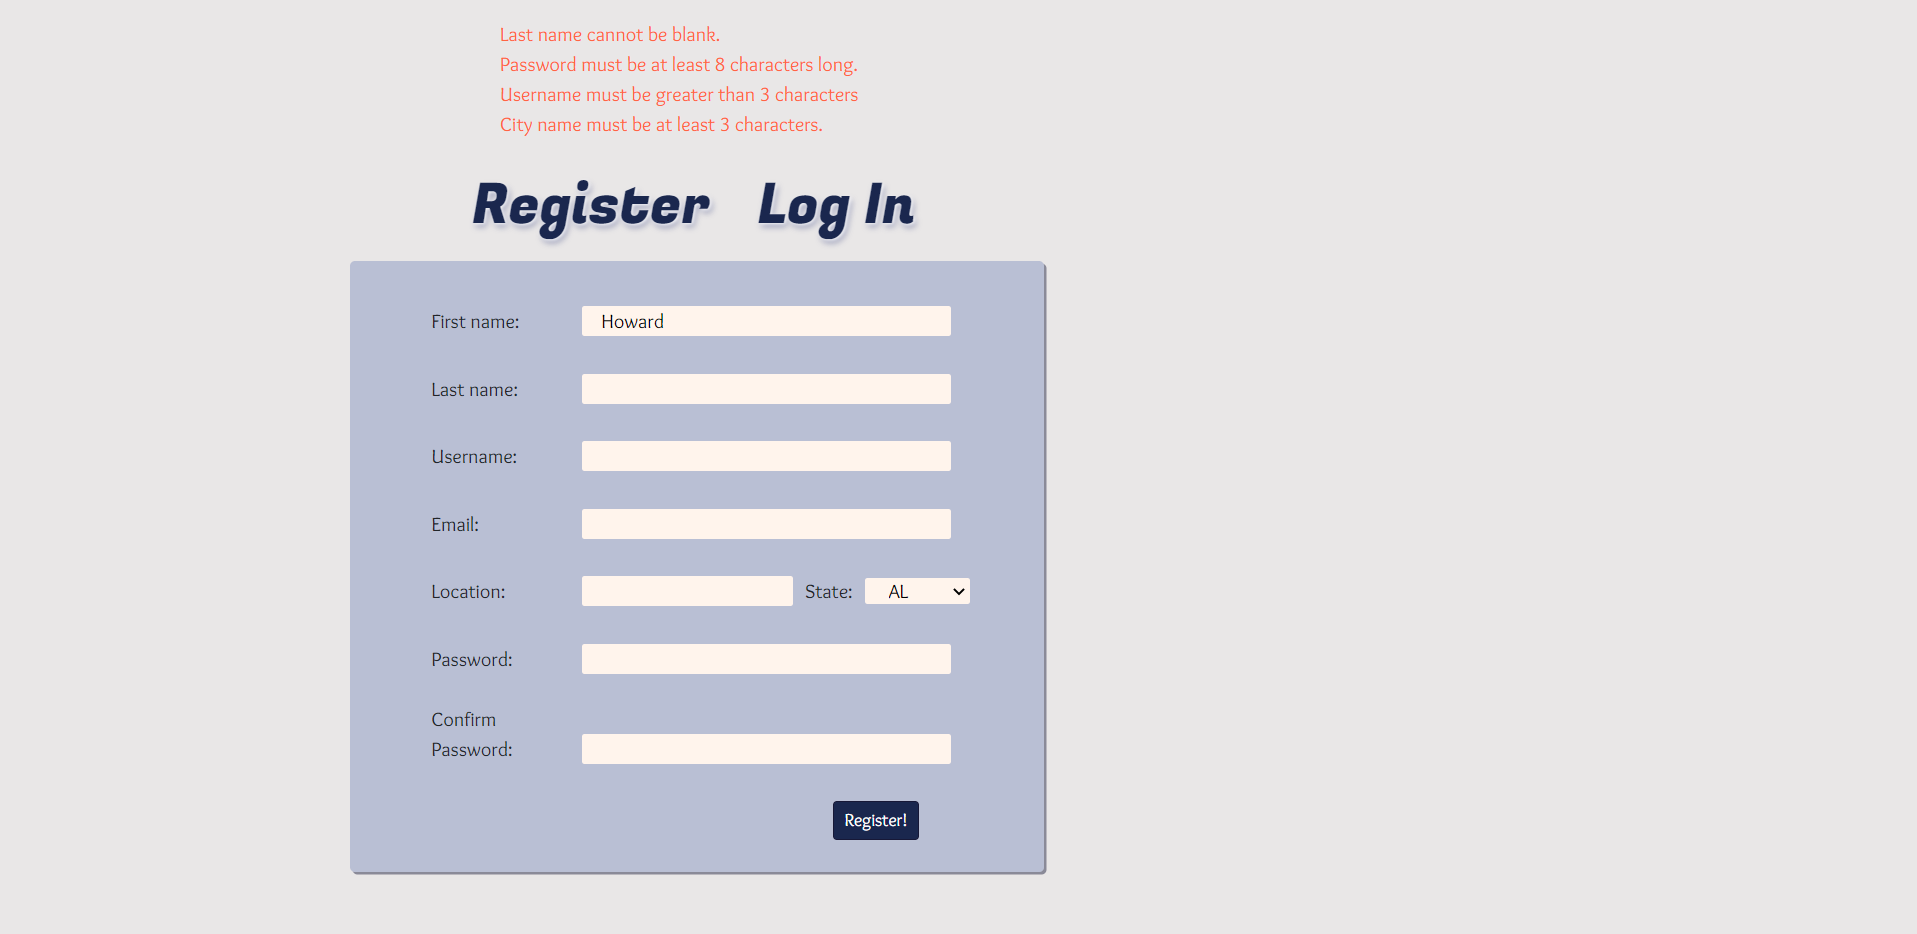 Last name cannot be blank.
Password must be at least 8 characters long.
Username must be greater than 3 characters
City name must be at least 3 characters.
Register Log In
First name: Howard
Last name:
Username:
Email:
Location: State: AL
Password:
Confirm
Password:
Register!